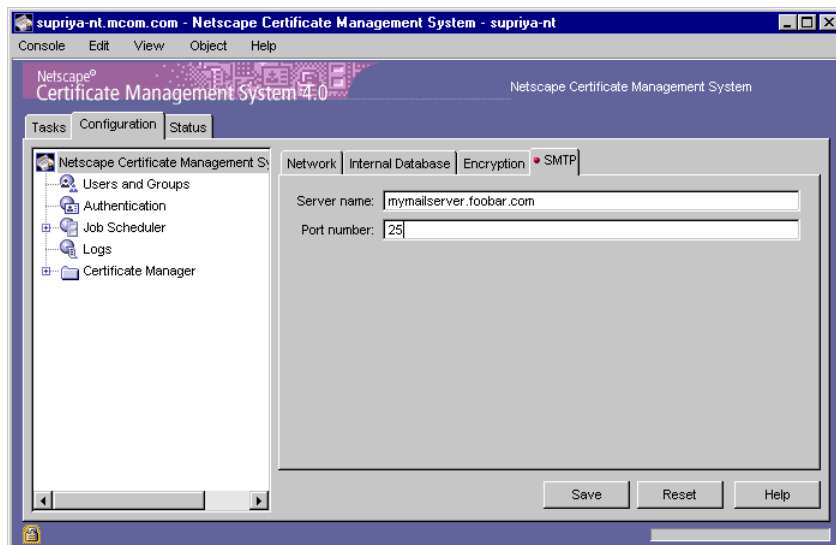 supriya-nt.mcom.com - Netscape Certificate Management System - supriya-nt
Console Edit View Object Help
Netscape®
Certificate Management System 4.0
Netscape Certificate Management System
Tasks Configuration Status
Netscape Certificate Management Sy
Users and Groups
Authentication
Job Scheduler
Logs
Certificate Manager
Network Internal Database Encryption SMTP
Server name: mymailserver.foobar.com
Port number: 25
Save Reset Help